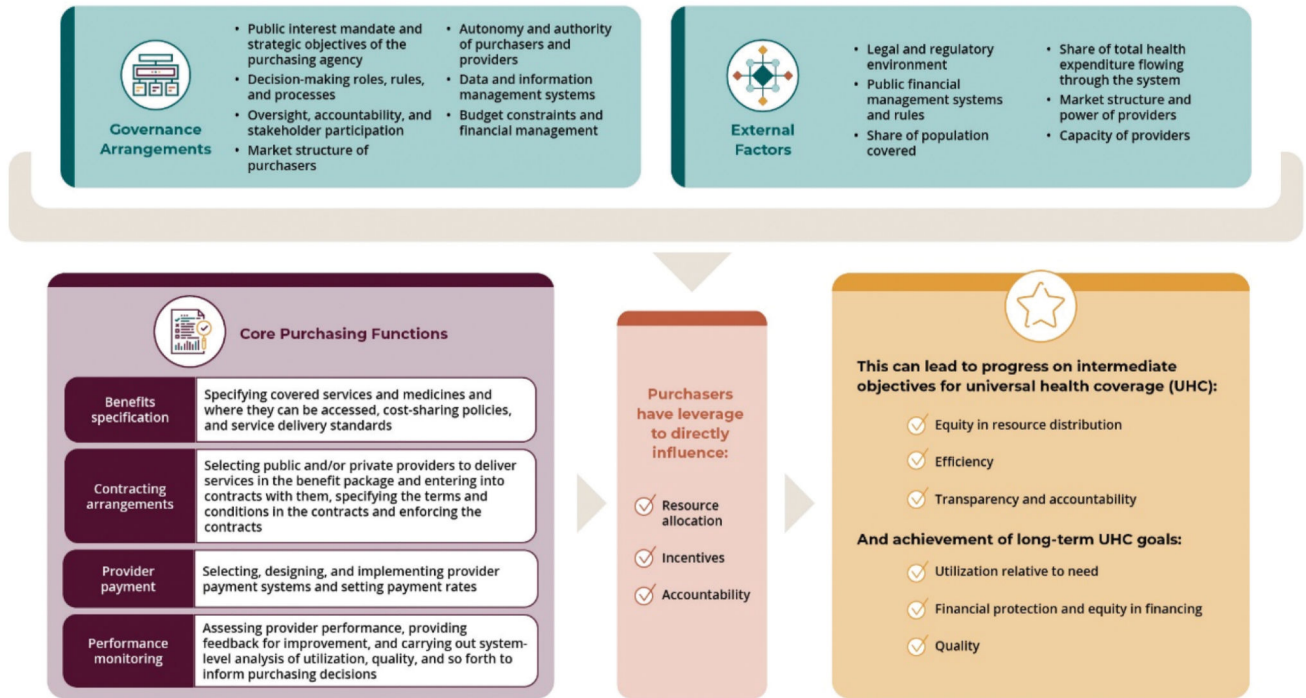 Governance
Arrangements
• Public interest mandate and
strategic objectives of the
purchasing agency
• Decision-making roles, rules,
and processes
• Oversight, accountability, and
stakeholder participation
• Market structure of
purchasers
• Autonomy and authority
of purchasers and
providers
• Data and information
management systems
• Budget constraints and
financial management
External
Factors
• Legal and regulatory
environment
• Public financial
management systems
and rules
• Share of population
covered
• Share of total health
expenditure flowing
through the system
• Market structure and
power of providers
• Capacity of providers
Core Purchasing Functions
Benefits
specification
Specifying covered services and medicines and
where they can be accessed, cost-sharing policies,
and service delivery standards
Contracting
arrangements
Selecting public and/or private providers to deliver
services in the benefit package and entering into
contracts with them, specifying the terms and
conditions in the contracts and enforcing the
contracts
Provider
payment
Selecting, designing, and implementing provider
payment systems and setting payment rates
Performance
monitoring
Assessing provider performance, providing
feedback for improvement, and carrying out system-
level analysis of utilization, quality, and so forth to
inform purchasing decisions
Purchasers
have leverage
to directly
influence:
Resource
allocation
Incentives
Accountability
This can lead to progress on intermediate
objectives for universal health coverage (UHC):
Equity in resource distribution
Efficiency
Transparency and accountability
And achievement of long-term UHC goals:
Utilization relative to need
Financial protection and equity in financing
Quality